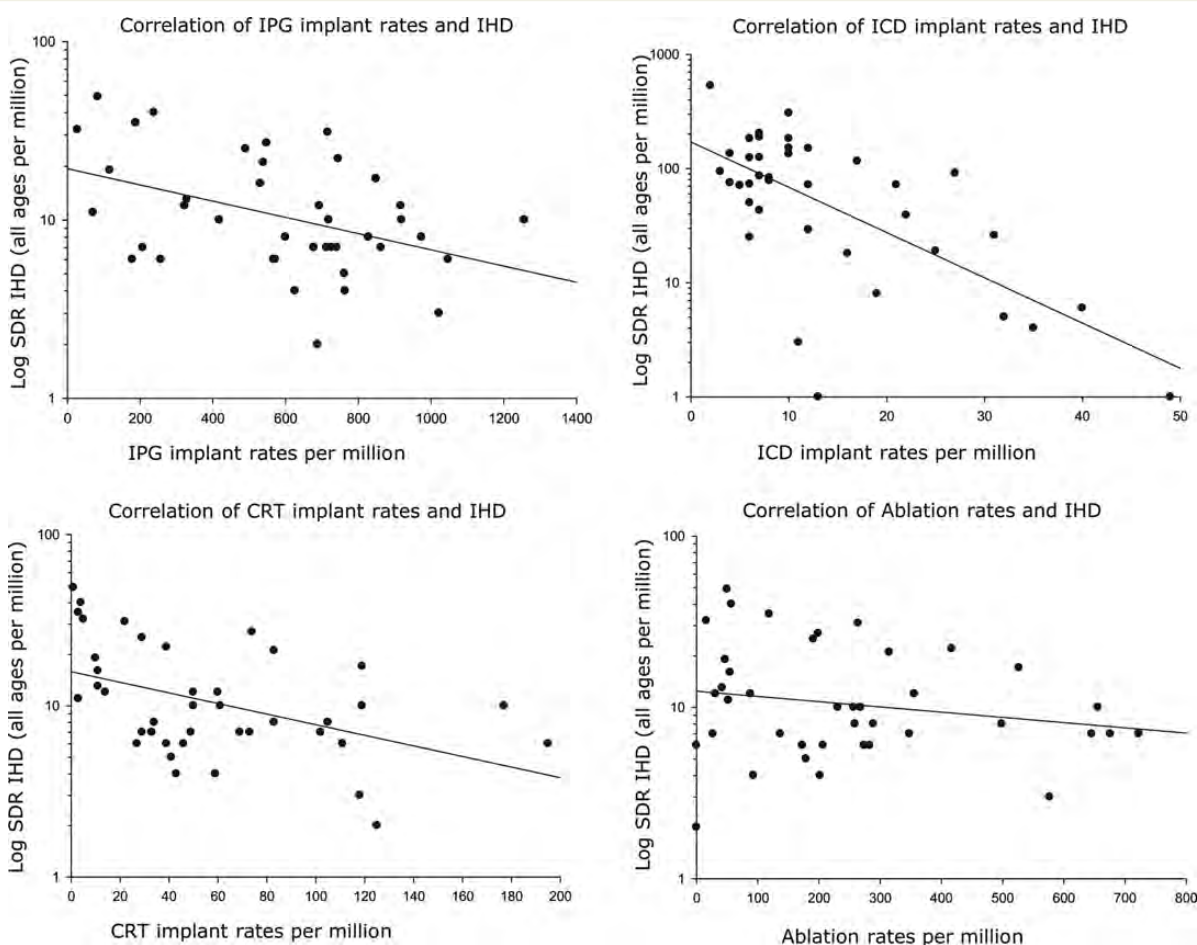 Correlation of IPG implant rates and IHD
Log SDR IHD (all ages per million)
100
10
1
0 200 400 600 800 1000 1200 1400
IPG implant rates per million
Correlation of ICD implant rates and IHD
Log SDR IHD (all ages per million)
1000
100
10
1
0 10 20 30 40 50
ICD implant rates per million
Correlation of CRT implant rates and IHD
Log SDR IHD (all ages per million)
100
10
1
0 20 40 60 80 100 120 140 160 180 200
CRT implant rates per million
Correlation of Ablation rates and IHD
Log SDR IHD (all ages per million)
100
10
1
0 100 200 300 400 500 600 700 800
Ablation rates per million